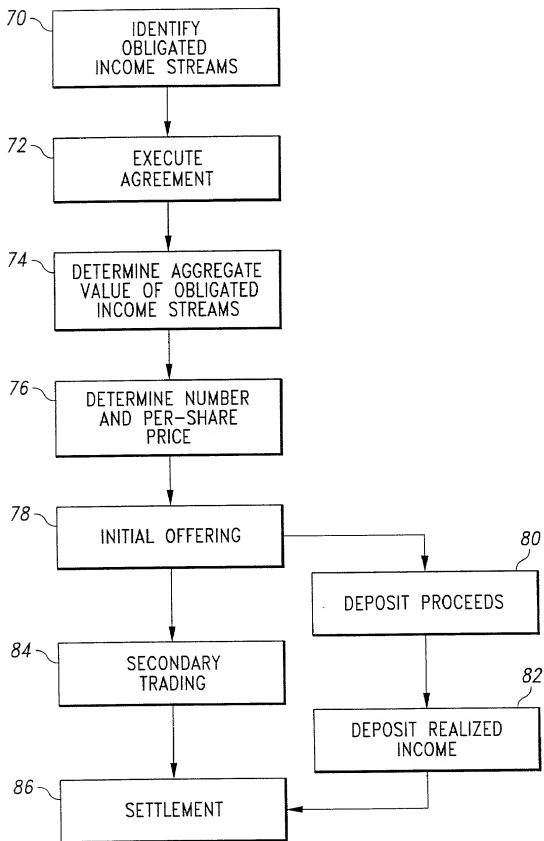 70
IDENTIFY
OBLIGATED
INCOME STREAMS
72
EXECUTE
AGREEMENT
74
DETERMINE AGGREGATE
VALUE OF OBLIGATED
INCOME STREAMS
76
DETERMINE NUMBER
AND PER-SHARE
PRICE
78
INITIAL OFFERING
80
DEPOSIT PROCEEDS
84
SECONDARY
TRADING
82
DEPOSIT REALIZED
INCOME
86
SETTLEMENT